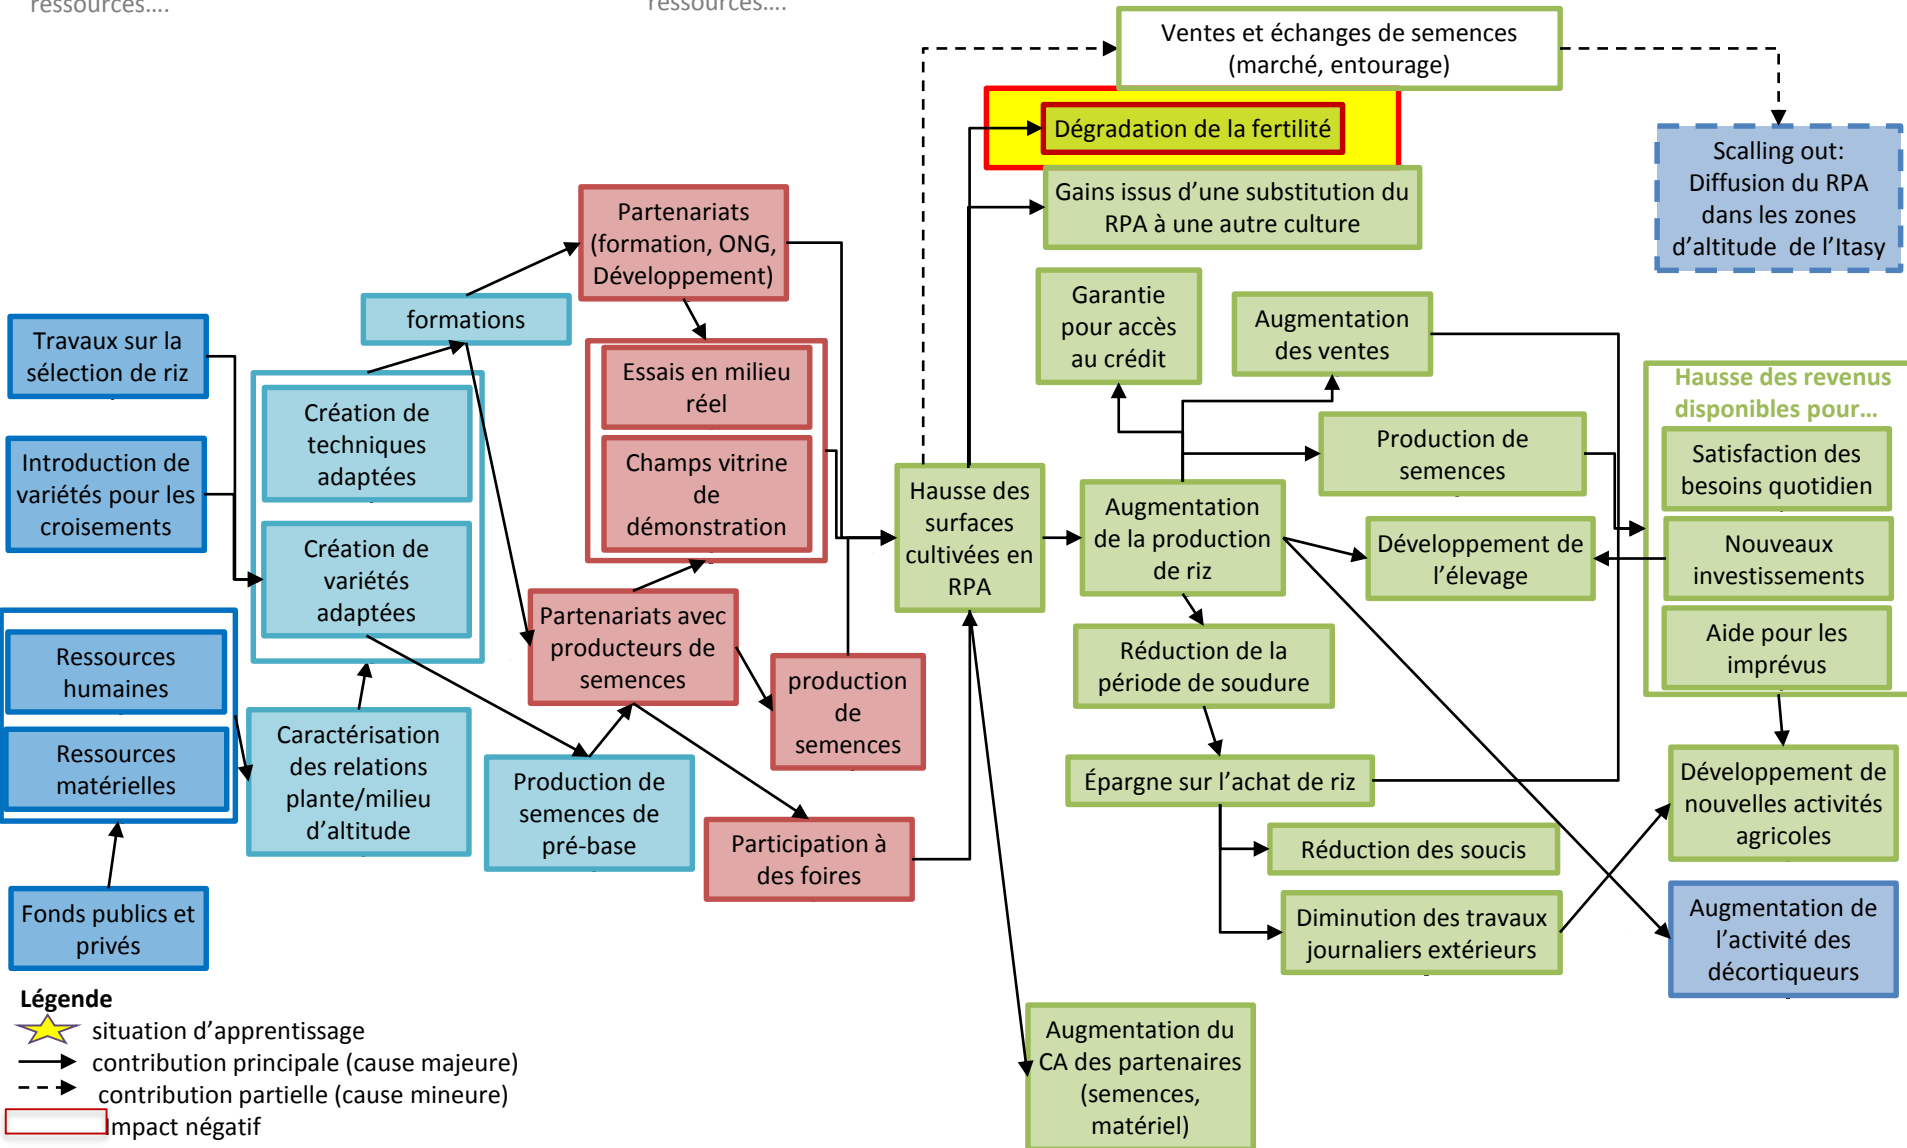 ressources….
ressources….
Ventes et échanges de semences
(marché, entourage)
Dégradation de la fertilité
Scalling out:
Diffusion du RPA
dans les zones
d’altitude de l’Itasy
Gains issus d’une substitution du
RPA à une autre culture
Partenariats
(formation, ONG,
Développement)
formations
Garantie
pour accès
au crédit
Augmentation
des ventes
Travaux sur la
sélection de riz
Essais en milieu
réel
Hausse des revenus
disponibles pour…
Création de
techniques
adaptées
Champs vitrine
de
démonstration
Production de
semences
Satisfaction des
besoins quotidien
Introduction de
variétés pour les
croisements
Hausse des
surfaces
cultivées en
RPA
Augmentation
de la production
de riz
Développement de
l’élevage
Nouveaux
investissements
Création de
variétés
adaptées
Partenariats avec
producteurs de
semences
Aide pour les
imprévus
Ressources
humaines
Ressources
matérielles
Réduction de la
période de soudure
production
de
semences
Caractérisation
des relations
plante/milieu
d’altitude
Production de
semences de
pré-base
Épargne sur l’achat de riz
Développement de
nouvelles activités
agricoles
Participation à
des foires
Réduction des soucis
Fonds publics et
privés
Diminution des travaux
journaliers extérieurs
Augmentation de
l’activité des
décortiqueurs
Augmentation du
CA des partenaires
(semences,
matériel)
Légende
situation d’apprentissage
contribution principale (cause majeure)
contribution partielle (cause mineure)
Impact négatif